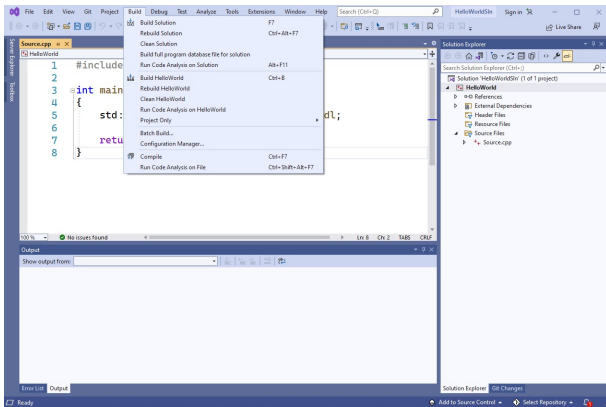 File Edit View Git Project Build Debug Test Analyze Tools Extensions Window Help Search (Ctrl+Q) HelloWorldSln Sign in
Live Share
Server Explorer
Toolbox
Source.cpp
HelloWorld
1 #include
2
3 int main
4 {
5 std: dl;
6
7 retu
8 }
Build Solution F7
Rebuild Solution Ctrl+Alt+F7
Clean Solution
Build full program database file for solution
Run Code Analysis on Solution Alt+F11
Build HelloWorld Ctrl+B
Rebuild HelloWorld
Clean HelloWorld
Run Code Analysis on HelloWorld
Project Only
Batch Build...
Configuration Manager...
Compile Ctrl+F7
Run Code Analysis on File Ctrl+Shift+Alt+F7
100 % No issues found Ln: 8 Ch: 2 TABS CRLF
Output
Show output from:
Error List Output
Solution Explorer
Search Solution Explorer (Ctrl+;)
Solution 'HelloWorldSln' (1 of 1 project)
HelloWorld
References
External Dependencies
Header Files
Resource Files
Source Files
Source.cpp
Solution Explorer Git Changes
Ready Add to Source Control Select Repository 1